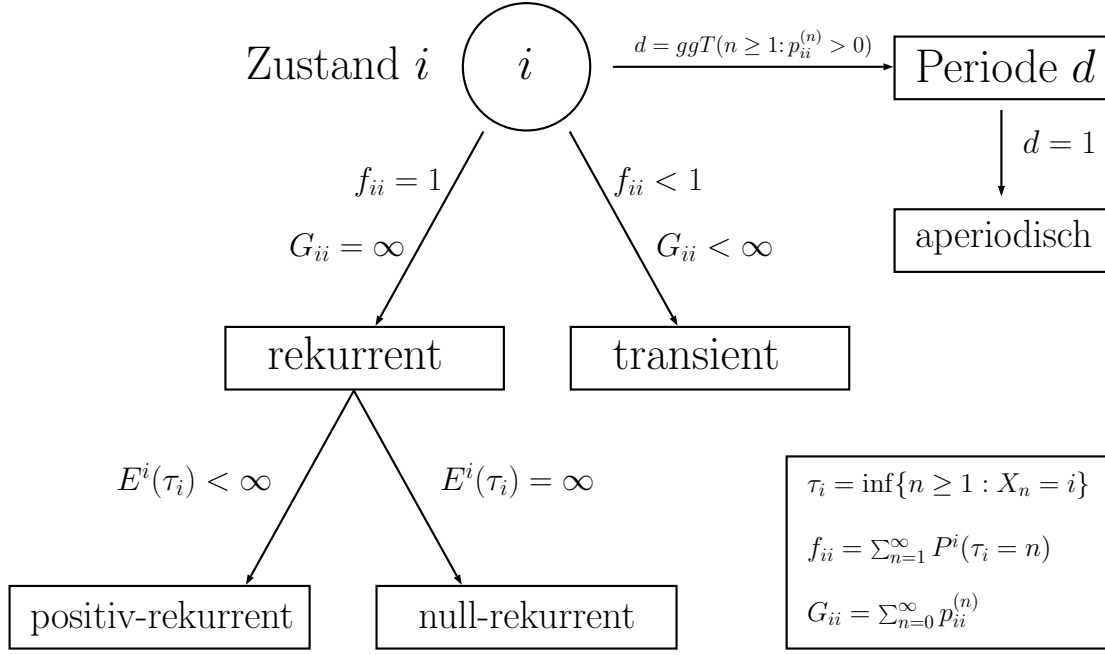 Zustand i
i
d = ggT(n ≥ 1: p_{ii}^{(n)} > 0)
Periode d
d = 1
f_{ii} = 1
f_{ii} < 1
aperiodisch
G_{ii} = ∞
G_{ii} < ∞
rekurrent
transient
E^i(τ_i) < ∞
E^i(τ_i) = ∞
τ_i = inf{n ≥ 1 : X_n = i}
f_{ii} = ∑_{n=1}^∞ P^i(τ_i = n)
G_{ii} = ∑_{n=0}^∞ p_{ii}^{(n)}
positiv-rekurrent
null-rekurrent